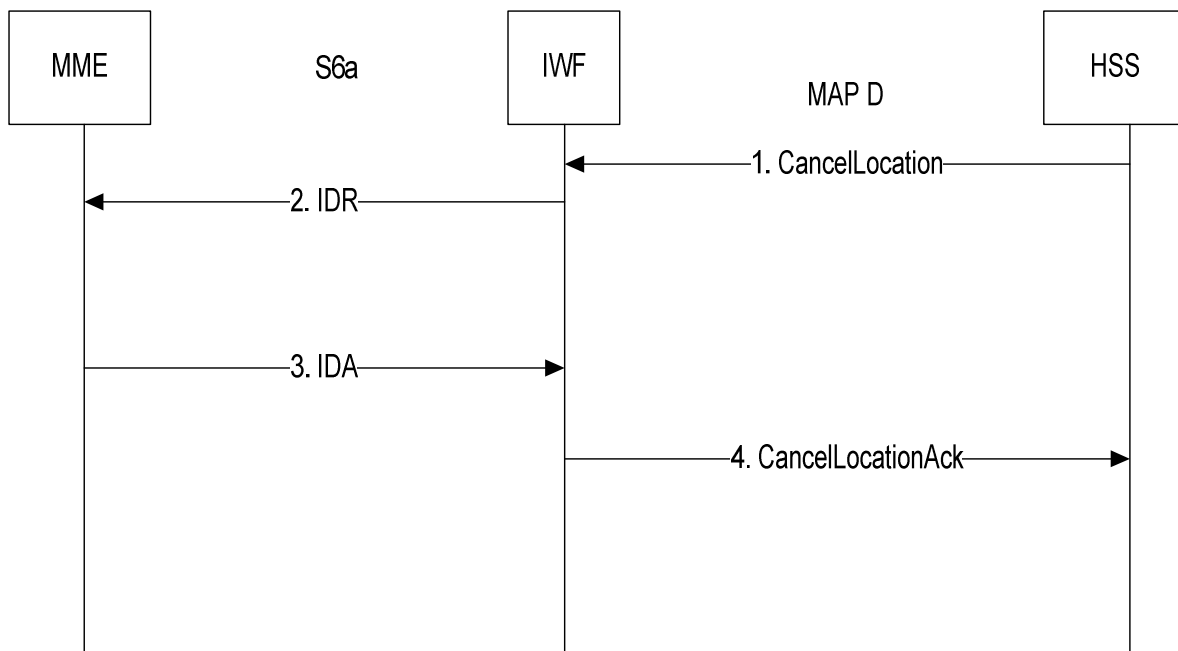 MME
S6a
IWF
MAP D
HSS
1. CancelLocation
2. IDR
3. IDA
4. CancelLocationAck